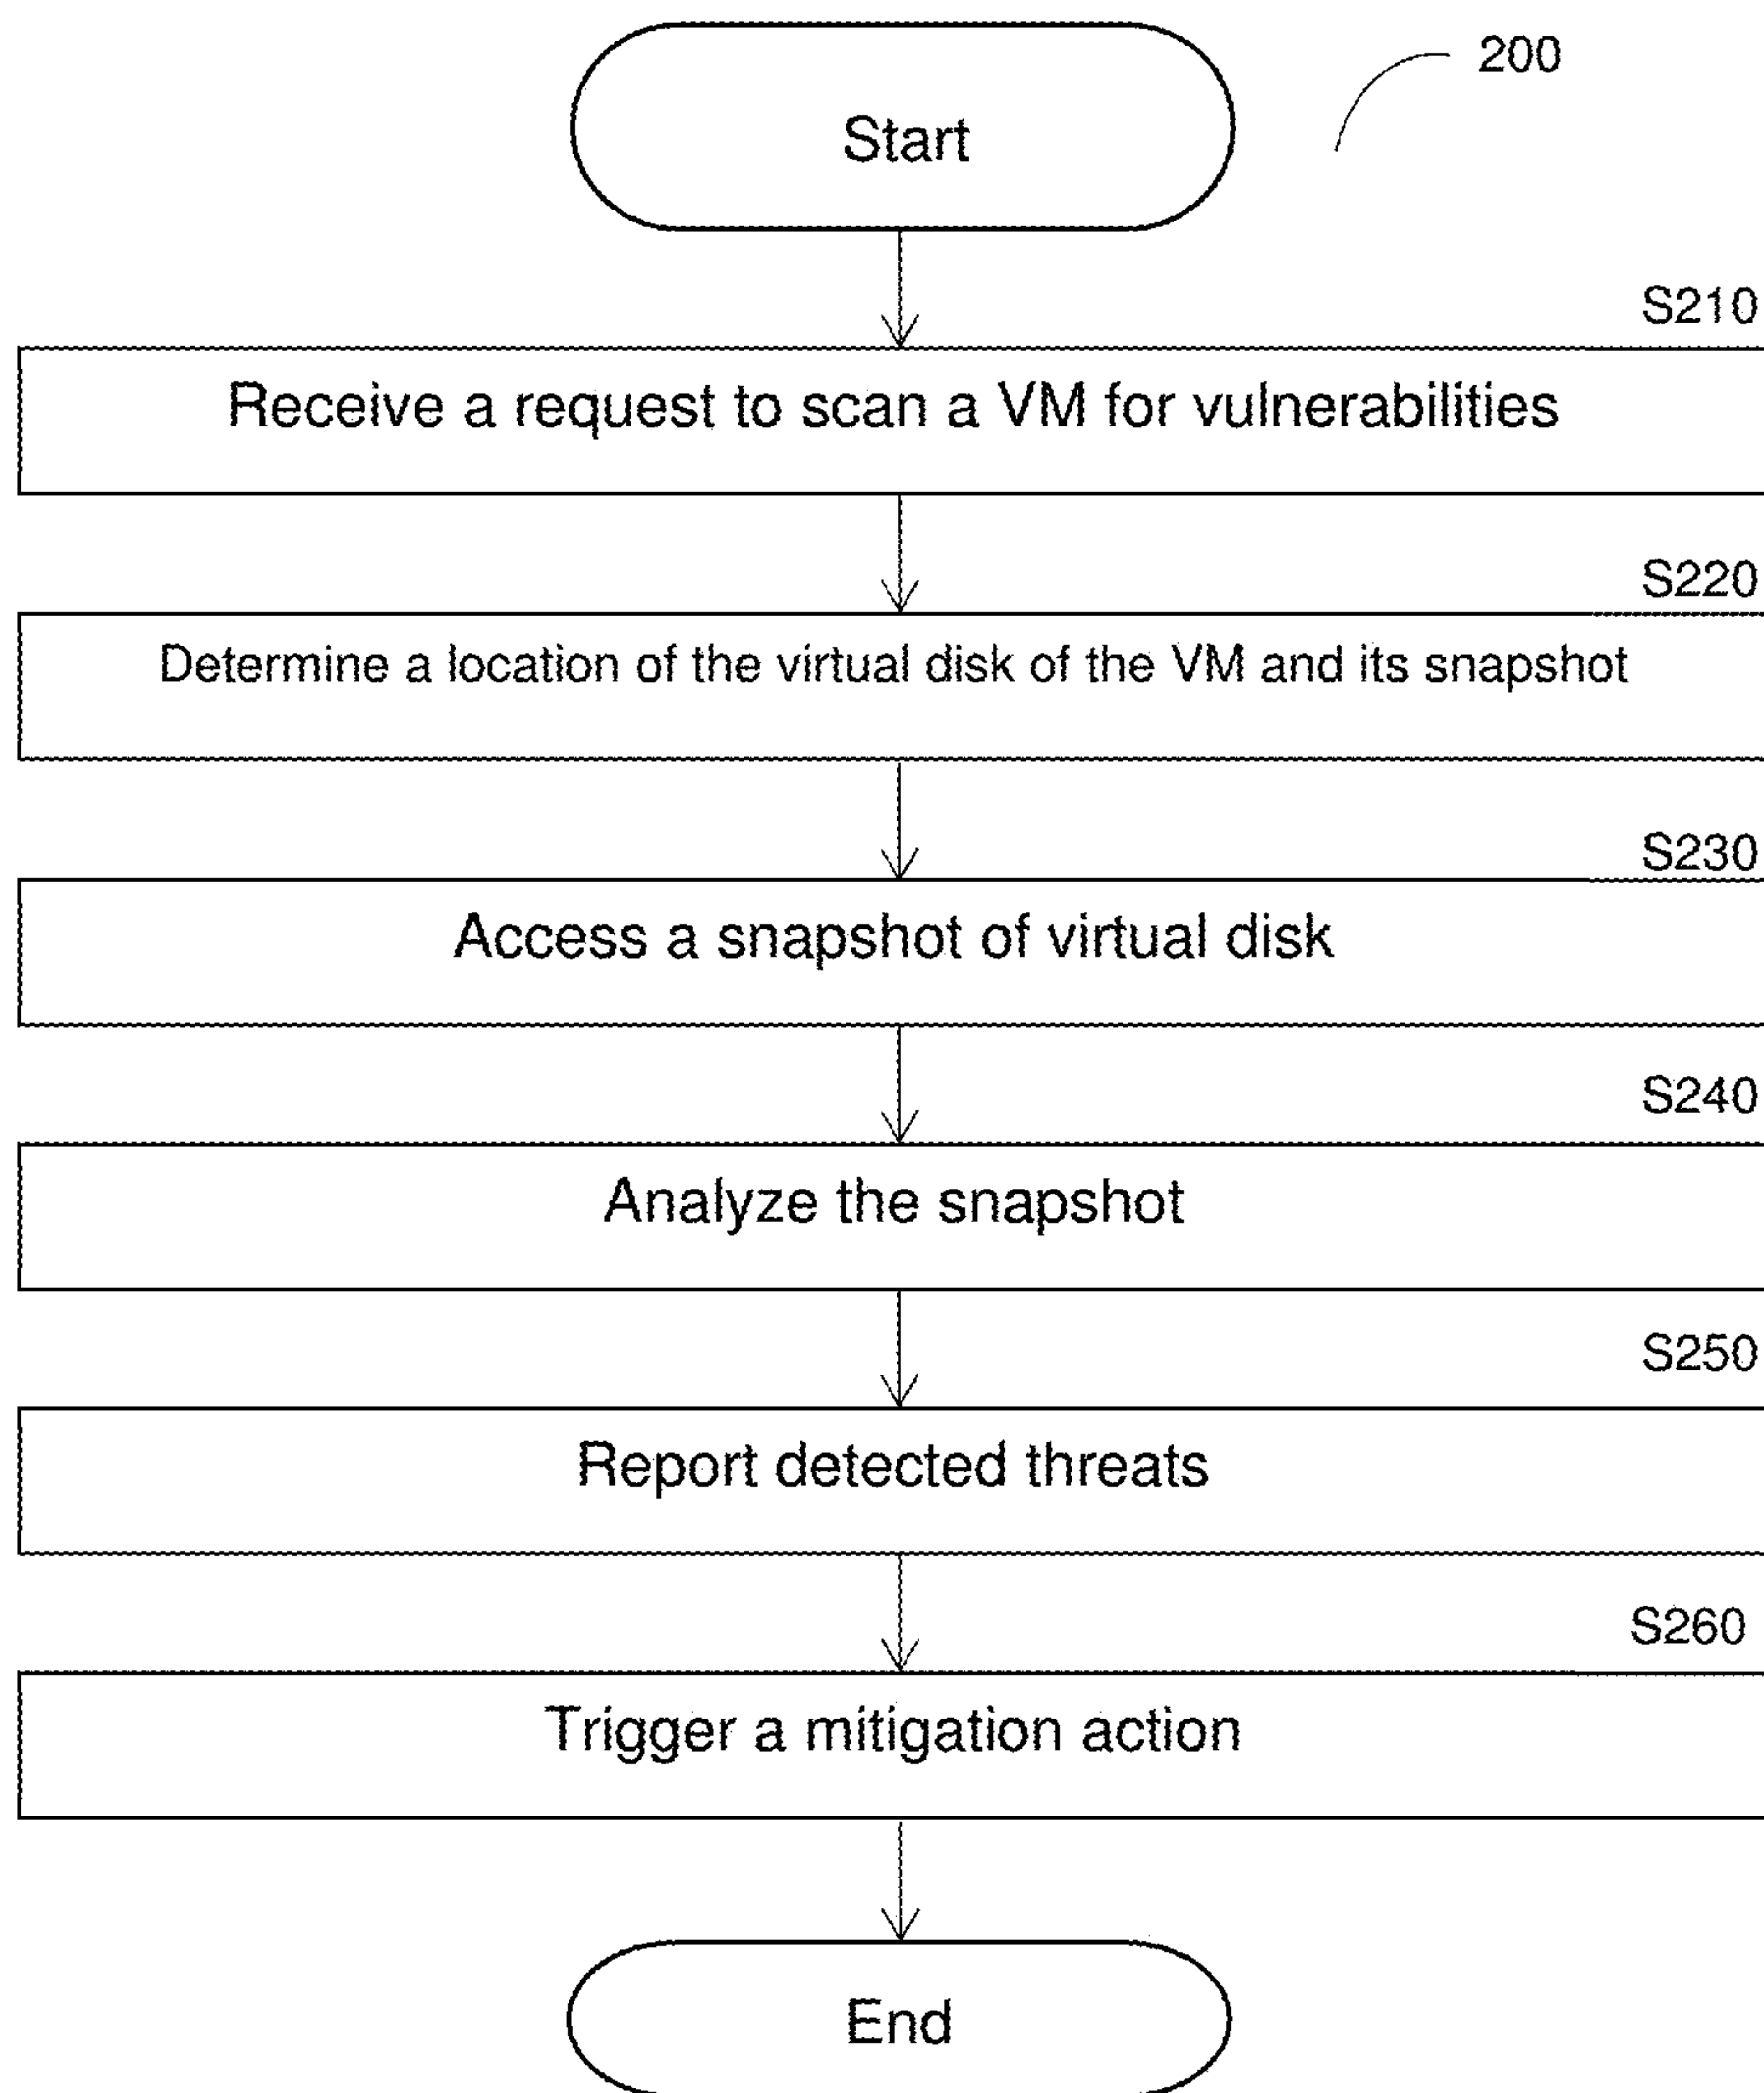 200
Start
S210
Receive a request to scan a VM for vulnerabilities
S220
Determine a location of the virtual disk of the VM and its snapshot
S230
Access a snapshot of virtual disk
S240
Analyze the snapshot
S250
Report detected threats
S260
Trigger a mitigation action
End